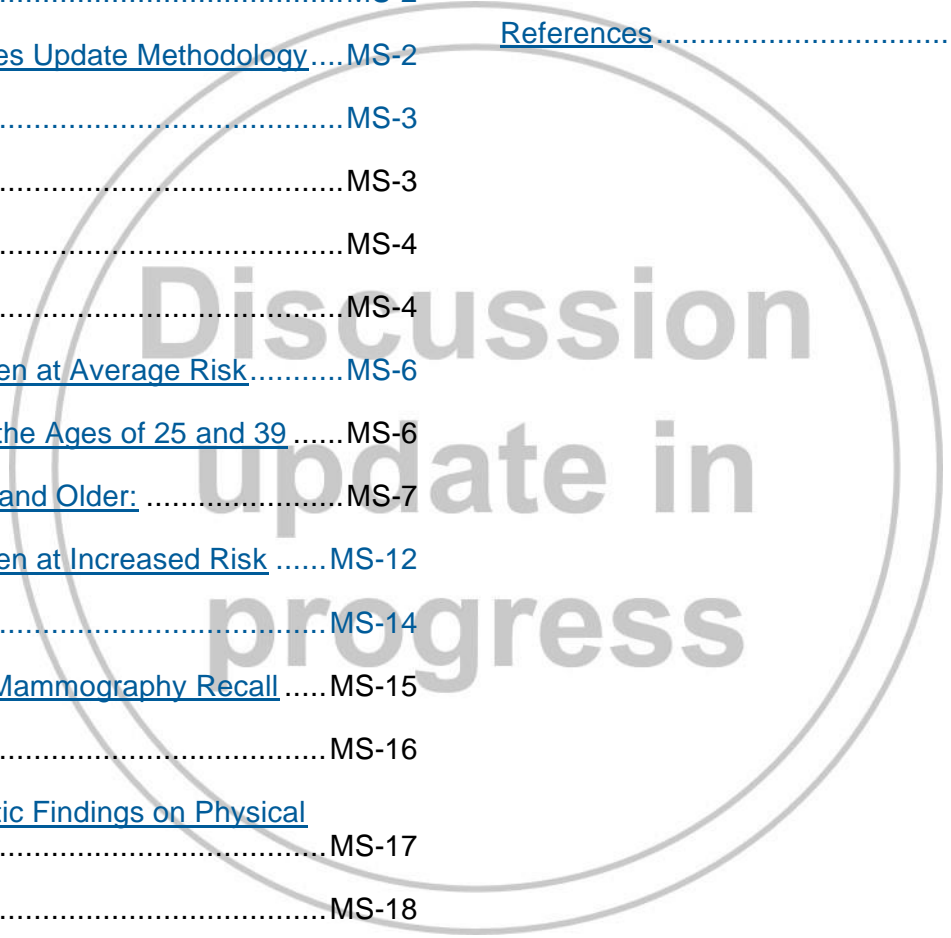 MS-2
es Update Methodology....MS-2
........................................MS-3
........................................MS-3
........................................MS-4
........................................MS-4
en at Average Risk...........MS-6
the Ages of 25 and 39 ......MS-6
and Older: ......................MS-7
en at Increased Risk ......MS-12
......................................MS-14
Mammography Recall .....MS-15
......................................MS-16
tic Findings on Physical
......................................MS-17
......................................MS-18
References..................................
Discussion
update in
progress